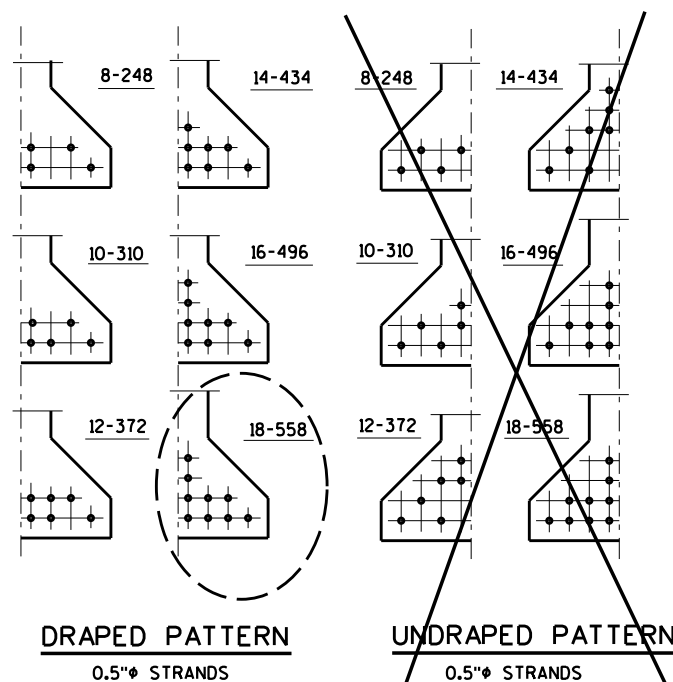 8-248 14-434 8-248 14-434
10-310 16-496 10-310 16-496
12-372 18-558 12-372 18-558
DRAPED PATTERN UNDRAPED PATTERN
0.5"ø STRANDS 0.5"ø STRANDS